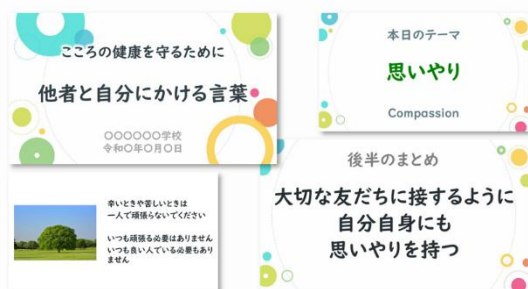 こころの健康を守るために
他者と自分にかける言葉
〇〇〇〇〇〇学校
令和〇年〇月〇日
本日のテーマ
思いやり
Compassion
辛いときや苦しいときは
一人で頑張らないでください
いつも頑張る必要はありません
いつも良い人でいる必要もあり
ません
後半のまとめ
大切な友だちに接するように
自分自身にも
思いやりを持つ